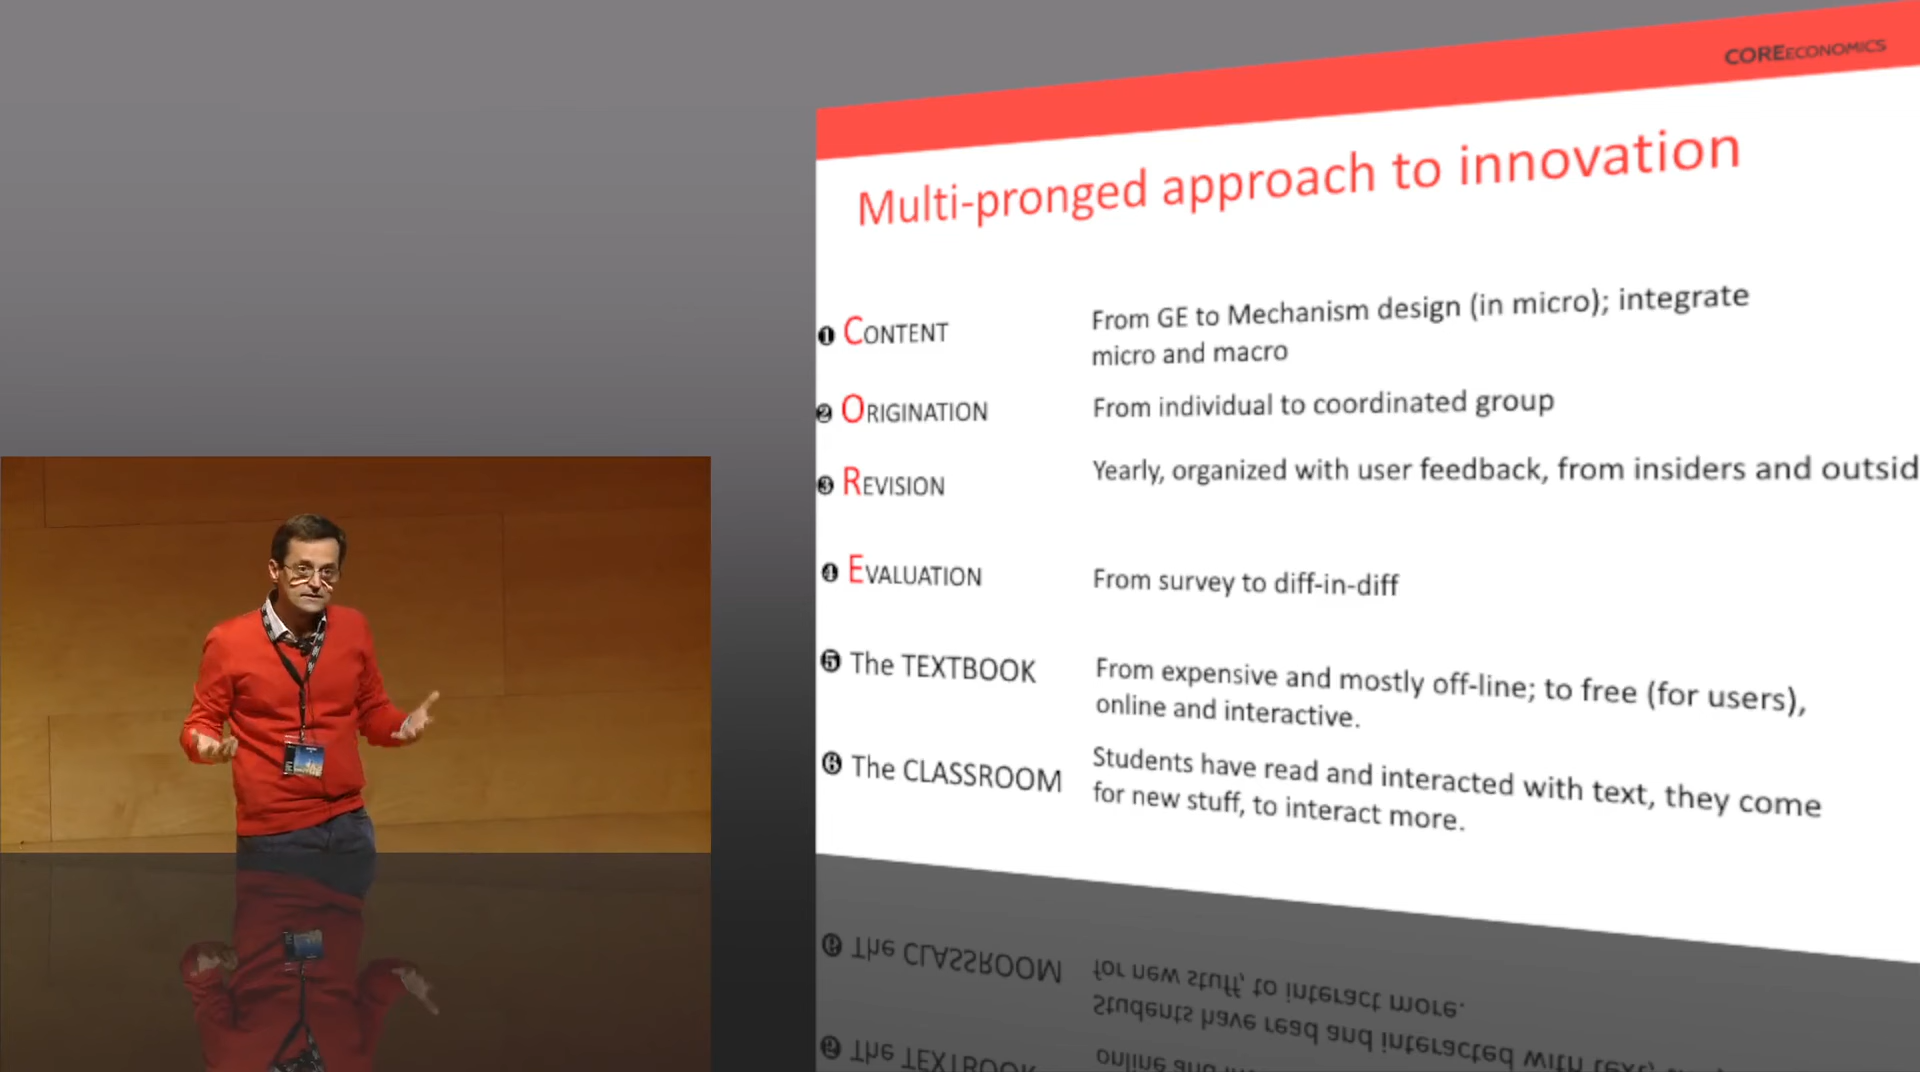 COREECONOMICS
Multi-pronged approach to innovation
❶ CONTENT
From GE to Mechanism design (in micro); integrate
micro and macro
❷ ORIGINATION
From individual to coordinated group
❸ REVISION
Yearly, organized with user feedback, from insiders and outsid
❹ EVALUATION
From survey to diff-in-diff
❺ The TEXTBOOK
From expensive and mostly off-line; to free (for users),
online and interactive.
❻ The CLASSROOM
Students have read and interacted with text, they come
for new stuff, to interact more.